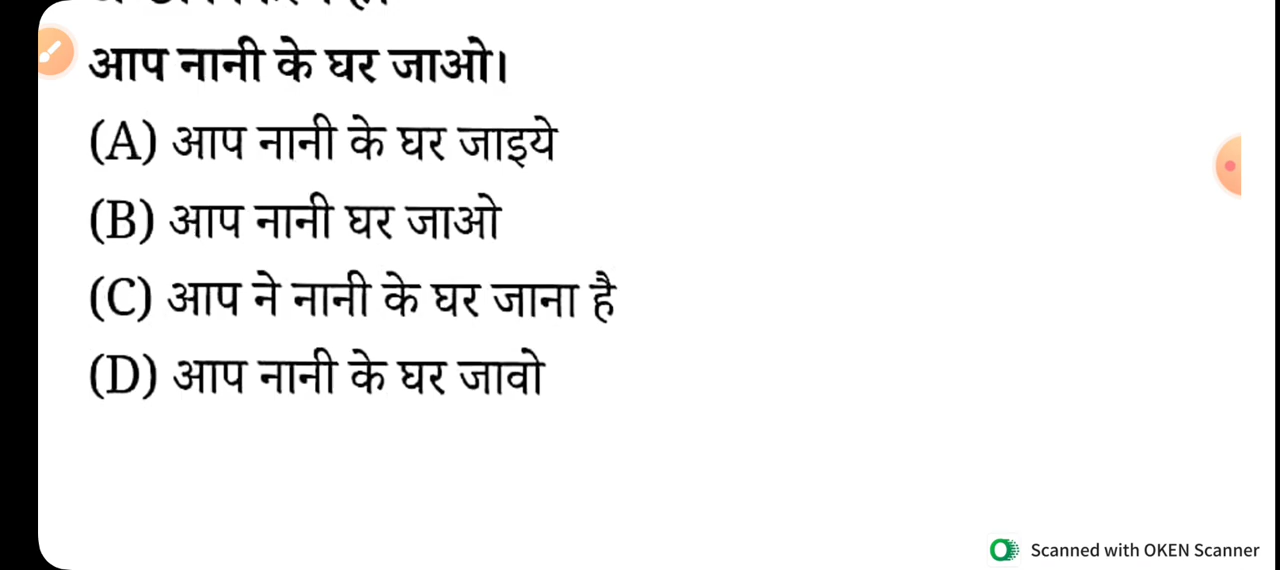 आप नानी के घर जाओ।
(A) आप नानी के घर जाइये
(B) आप नानी घर जाओ
(C) आप ने नानी के घर जाना है
(D) आप नानी के घर जावो
Scanned with OKEN Scanner